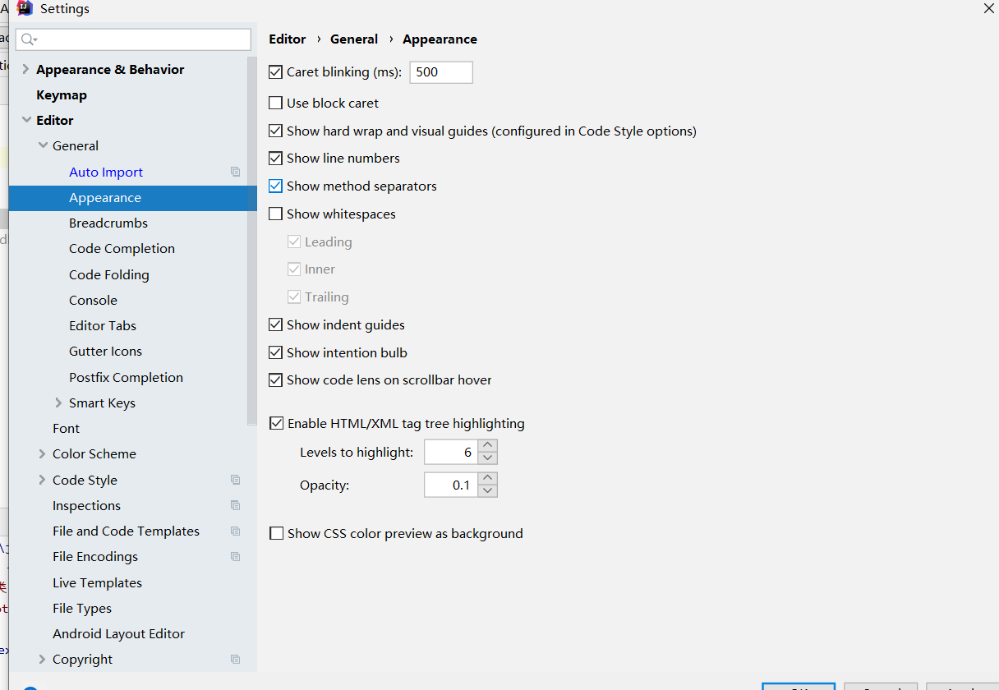 Settings
Appearance & Behavior
Keymap
Editor
General
Auto Import
Appearance
Breadcrumbs
Code Completion
Code Folding
Console
Editor Tabs
Gutter Icons
Postfix Completion
Smart Keys
Font
Color Scheme
Code Style
Inspections
File and Code Templates
File Encodings
Live Templates
File Types
Android Layout Editor
Copyright
Editor › General › Appearance
Caret blinking (ms): 500
Use block caret
Show hard wrap and visual guides (configured in Code Style options)
Show line numbers
Show method separators
Show whitespaces
Leading
Inner
Trailing
Show indent guides
Show intention bulb
Show code lens on scrollbar hover
Enable HTML/XML tag tree highlighting
Levels to highlight: 6
Opacity: 0.1
Show CSS color preview as background